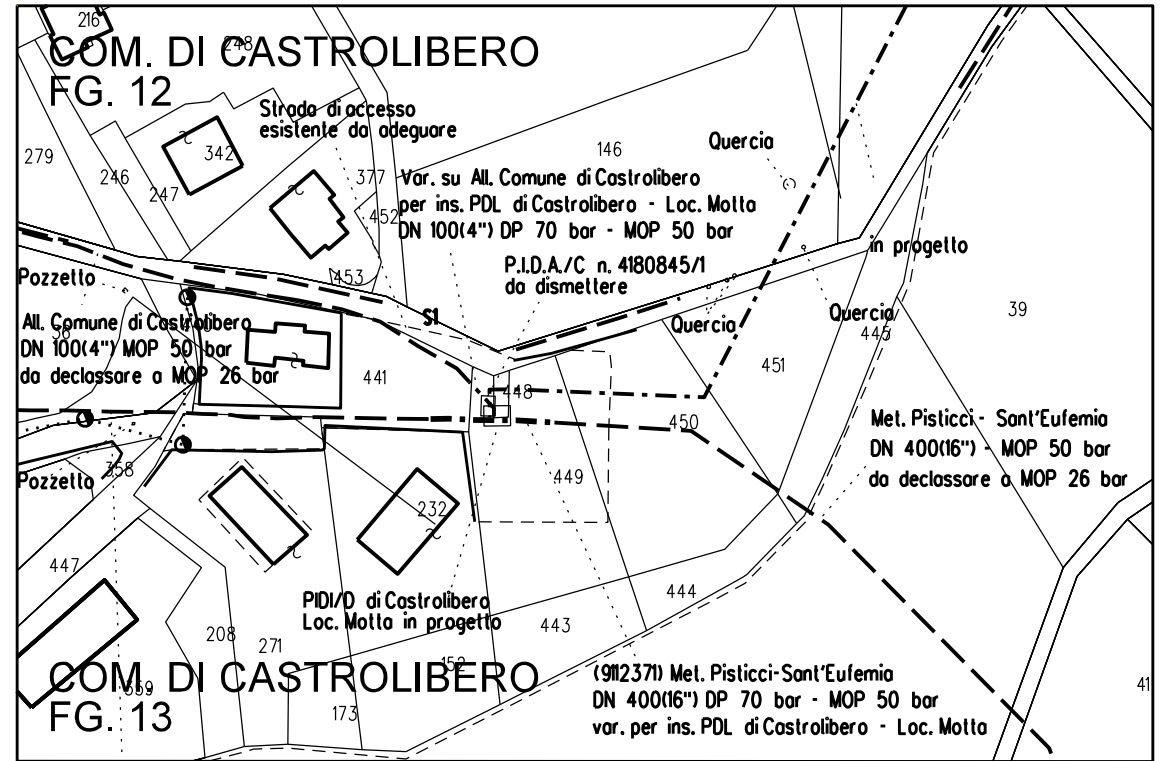 216
248
COM. DI CASTROLIBERO
FG. 12
Strada di accesso
esistente da adeguare
279
246
247
342
377
452
453
146
Quercia
Var. su All. Comune di Castrolibero
per ins. PDL di Castrolibero - Loc. Motta
DN 100(4") DP 70 bar - MOP 50 bar
P.I.D.A./C n. 4180845/1
da dismettere
in progetto
Pozzetto
S1
Quercia
Quercia
445
39
All. Comune di Castrolibero
DN 100(4") MOP 50 bar
da declassare a MOP 26 bar
36
441
448
451
450
Met. Pisticci - Sant'Eufemia
DN 400(16") - MOP 50 bar
da declassare a MOP 26 bar
Pozzetto
358
232
449
447
PIDI/D di Castrolibero
Loc. Motta in progetto
208
271
443
444
152
COM. DI CASTROLIBERO
FG. 13
359
173
(912371) Met. Pisticci-Sant'Eufemia
DN 400(16") DP 70 bar - MOP 50 bar
var. per ins. PDL di Castrolibero - Loc. Motta
41